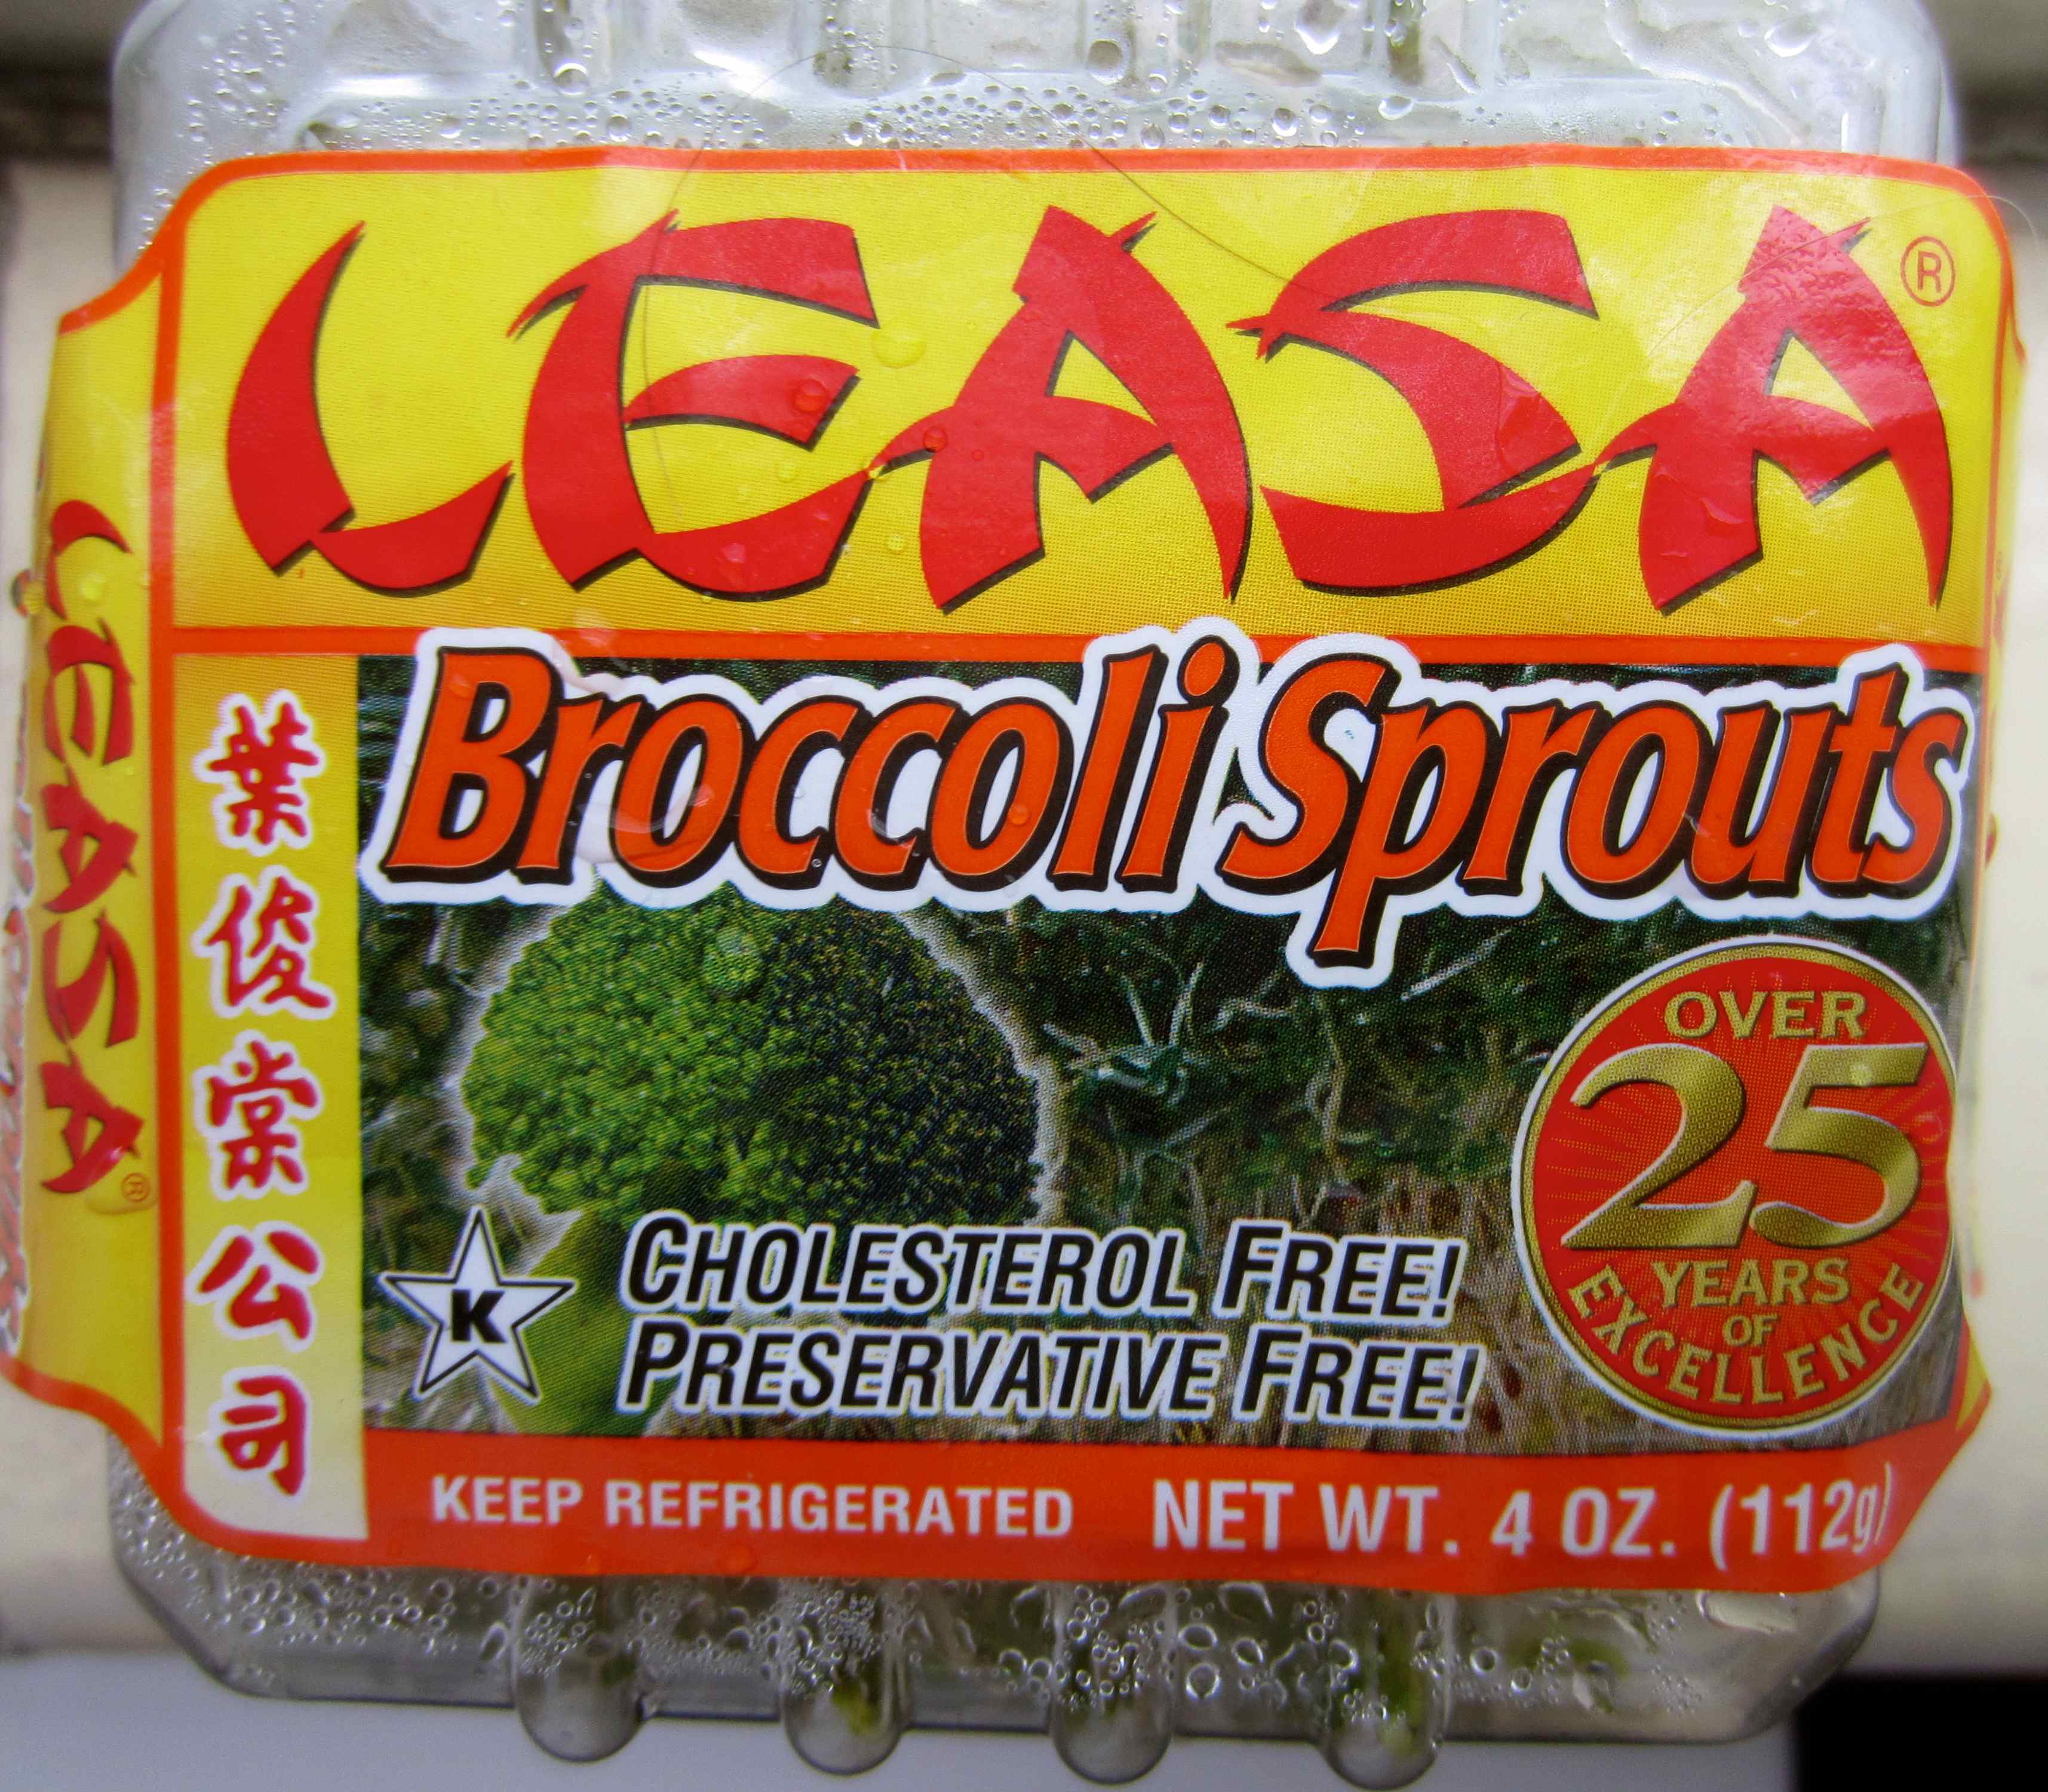 LEASA®
Broccoli Sprouts
葉俊棠公司
OVER
25
YEARS
OF
EXCELLENCE
K
CHOLESTEROL FREE!
PRESERVATIVE FREE!
KEEP REFRIGERATED NET WT. 4 OZ. (112g)
LEASA®